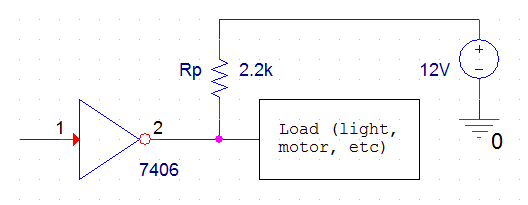 Rp 2.2k
12V
1 2
Load (light,
motor, etc)
7406
0